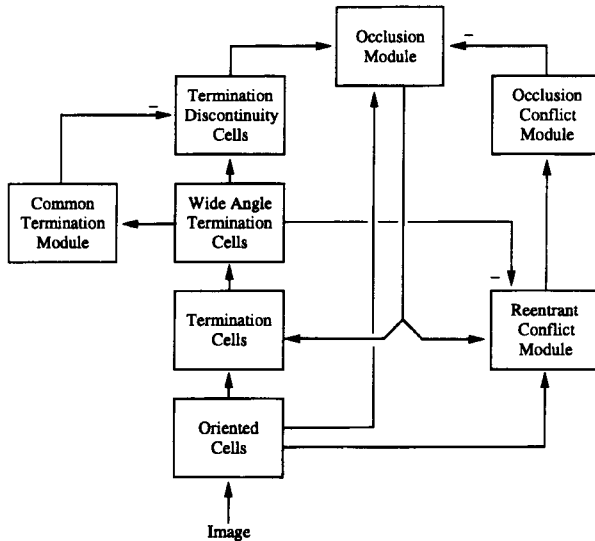 Occlusion
Module
Termination
Discontinuity
Cells
Occlusion
Conflict
Module
Common
Termination
Module
Wide Angle
Termination
Cells
Termination
Cells
Reentrant
Conflict
Module
Oriented
Cells
Image